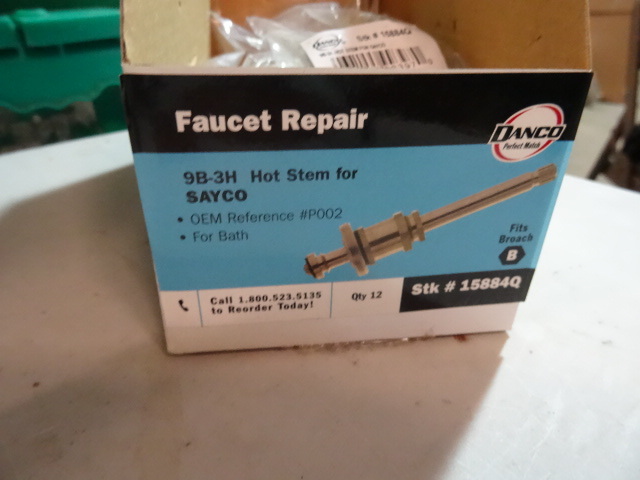 Stk # 15884Q
Faucet Repair
DANCO
Perfect Match
9B-3H Hot Stem for
SAYCO
• OEM Reference #P002
• For Bath
Fits
Broach
B
Call 1.800.523.5135
to Reorder Today!
Qty 12
Stk # 15884Q